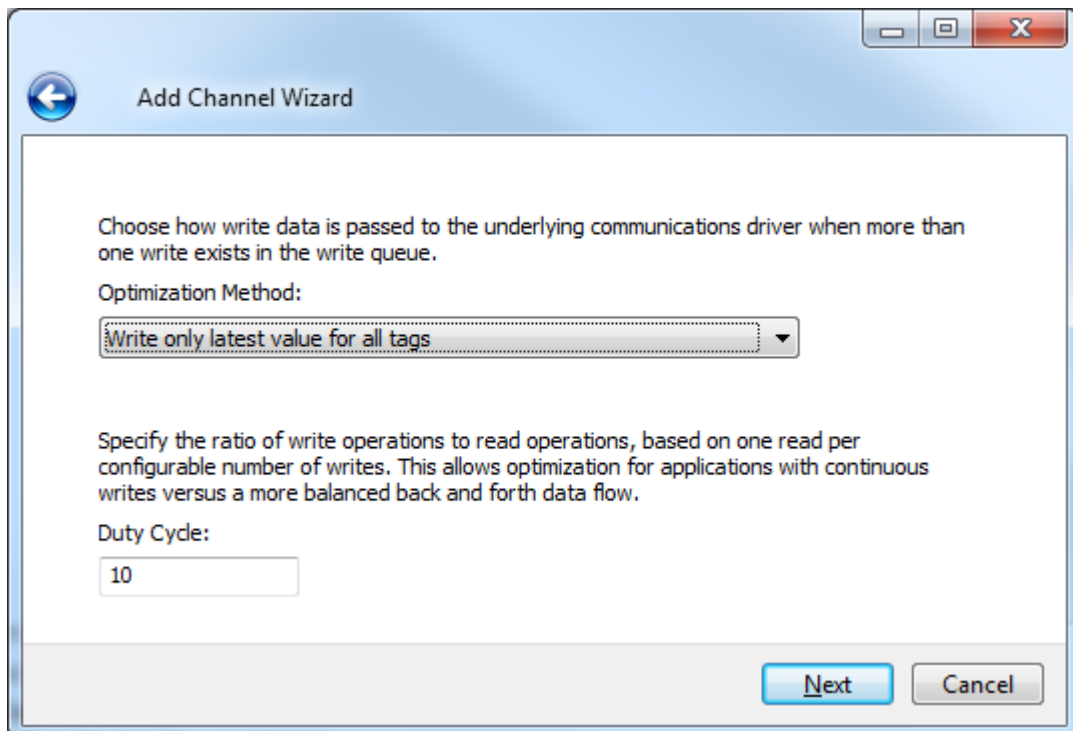 Add Channel Wizard
Choose how write data is passed to the underlying communications driver when more than
one write exists in the write queue.
Optimization Method:
Write only latest value for all tags
Specify the ratio of write operations to read operations, based on one read per
configurable number of writes. This allows optimization for applications with continuous
writes versus a more balanced back and forth data flow.
Duty Cycle:
10
Next Cancel